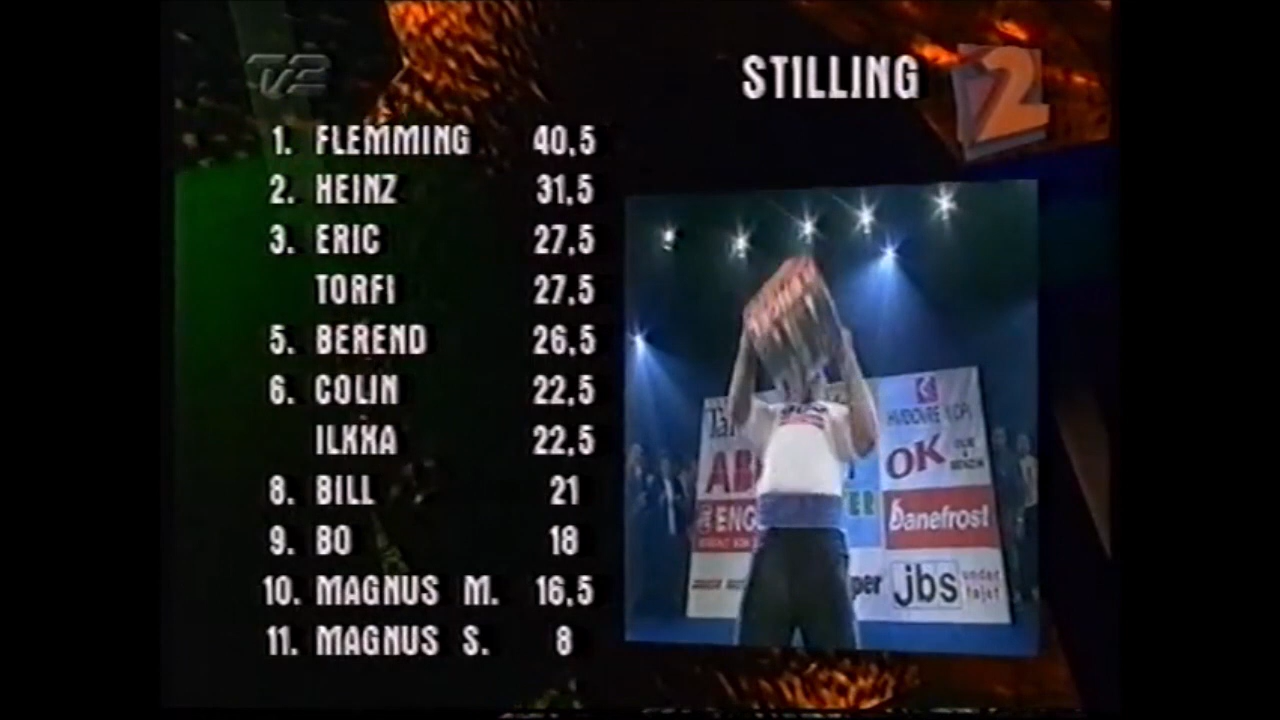 TV2
STILLING
2
1. FLEMMING 40,5
2. HEINZ 31,5
3. ERIC 27,5
TORFI 27,5
5. BEREND 26,5
6. COLIN 22,5
ILKKA 22,5
8. BILL 21
9. BO 18
10. MAGNUS M. 16,5
11. MAGNUS S. 8
HVIDOVRE
OK
Danefrost
jbs